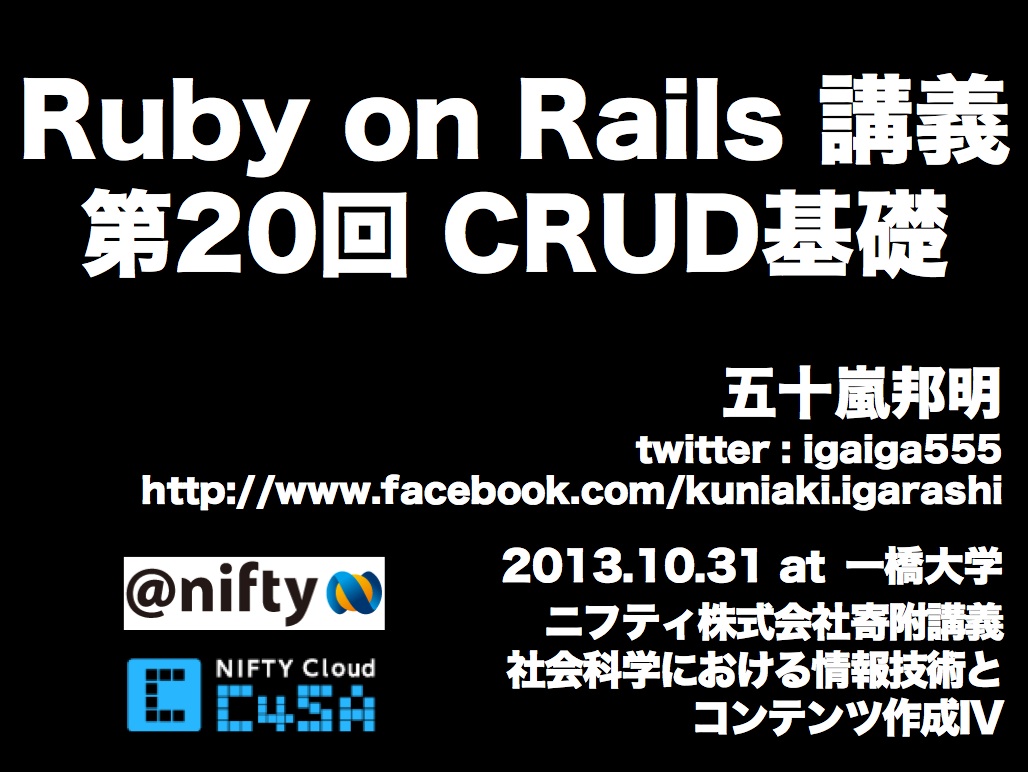 Ruby on Rails 講義
第20回 CRUD基礎
五十嵐邦明
twitter : igaiga555
http://www.facebook.com/kuniaki.igarashi
2013.10.31 at 一橋大学
ニフティ株式会社寄附講義
社会科学における情報技術と
コンテンツ作成IV
@nifty
NIFTY Cloud
C4SA